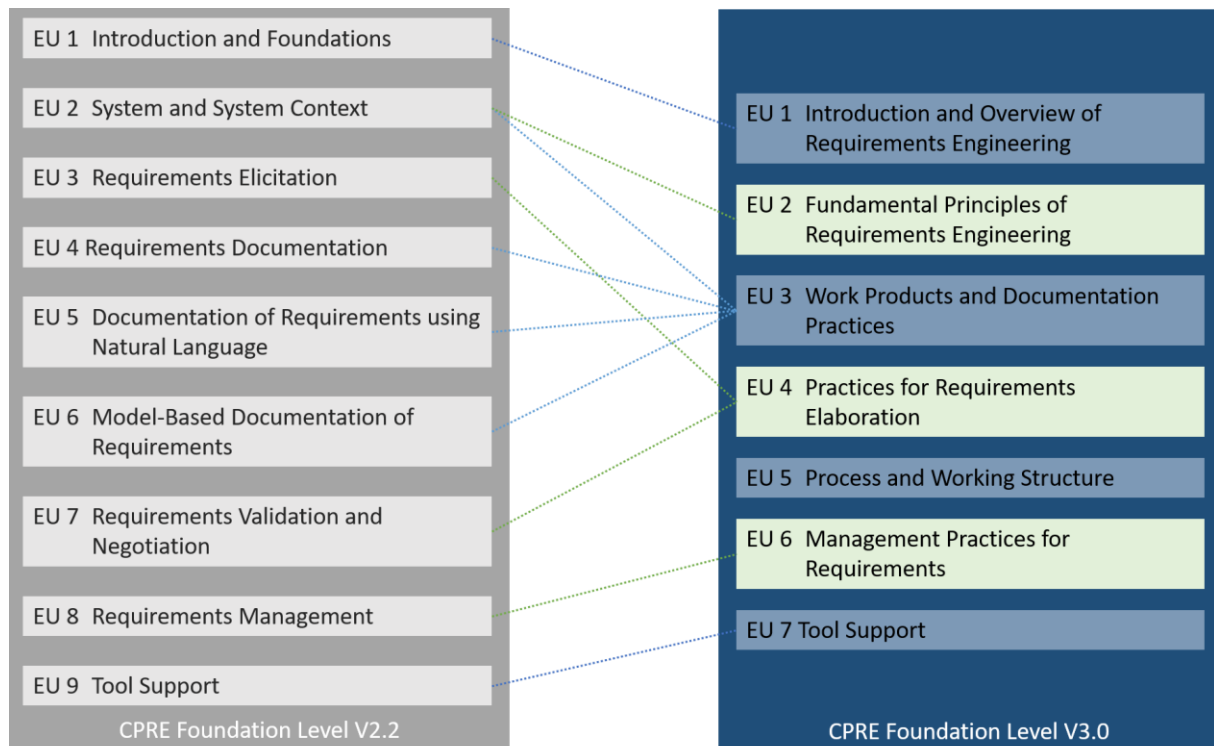 EU 1 Introduction and Foundations
EU 2 System and System Context
EU 3 Requirements Elicitation
EU 4 Requirements Documentation
EU 5 Documentation of Requirements using
Natural Language
EU 6 Model-Based Documentation of
Requirements
EU 7 Requirements Validation and
Negotiation
EU 8 Requirements Management
EU 9 Tool Support
CPRE Foundation Level V2.2
EU 1 Introduction and Overview of
Requirements Engineering
EU 2 Fundamental Principles of
Requirements Engineering
EU 3 Work Products and Documentation
Practices
EU 4 Practices for Requirements
Elaboration
EU 5 Process and Working Structure
EU 6 Management Practices for
Requirements
EU 7 Tool Support
CPRE Foundation Level V3.0